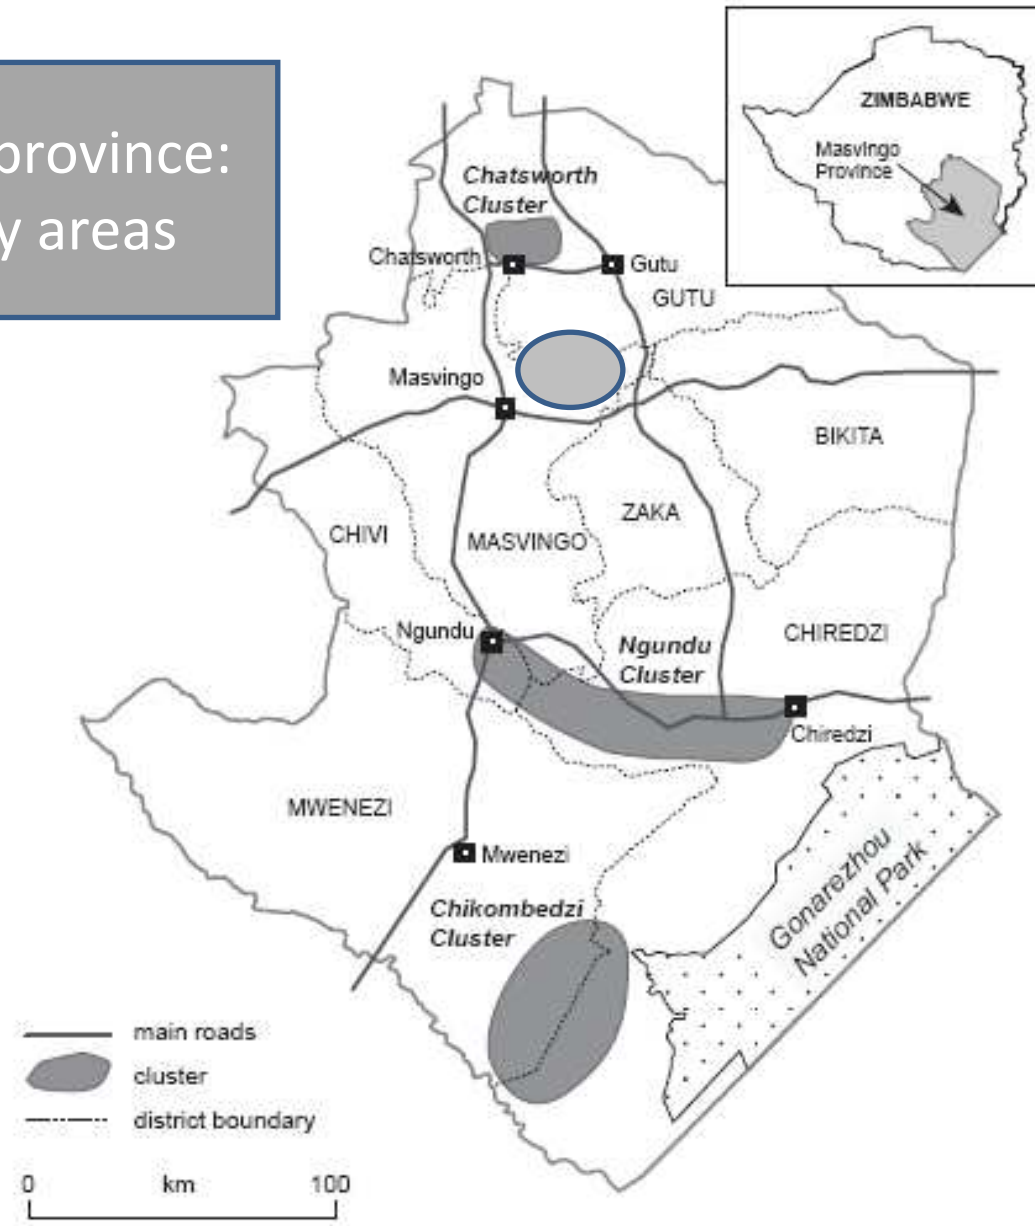 province:
y areas
ZIMBABWE
Masvingo
Province
Chatsworth
Cluster
Chatsworth
Gutu
GUTU
Masvingo
BIKITA
ZAKA
CHIVI
MASVINGO
Ngundu
Ngundu
Cluster
CHIREDZI
Chiredzi
MWENEZI
Mwenezi
Gonarezhou
National Park
Chikombedzi
Cluster
main roads
cluster
district boundary
0 km 100